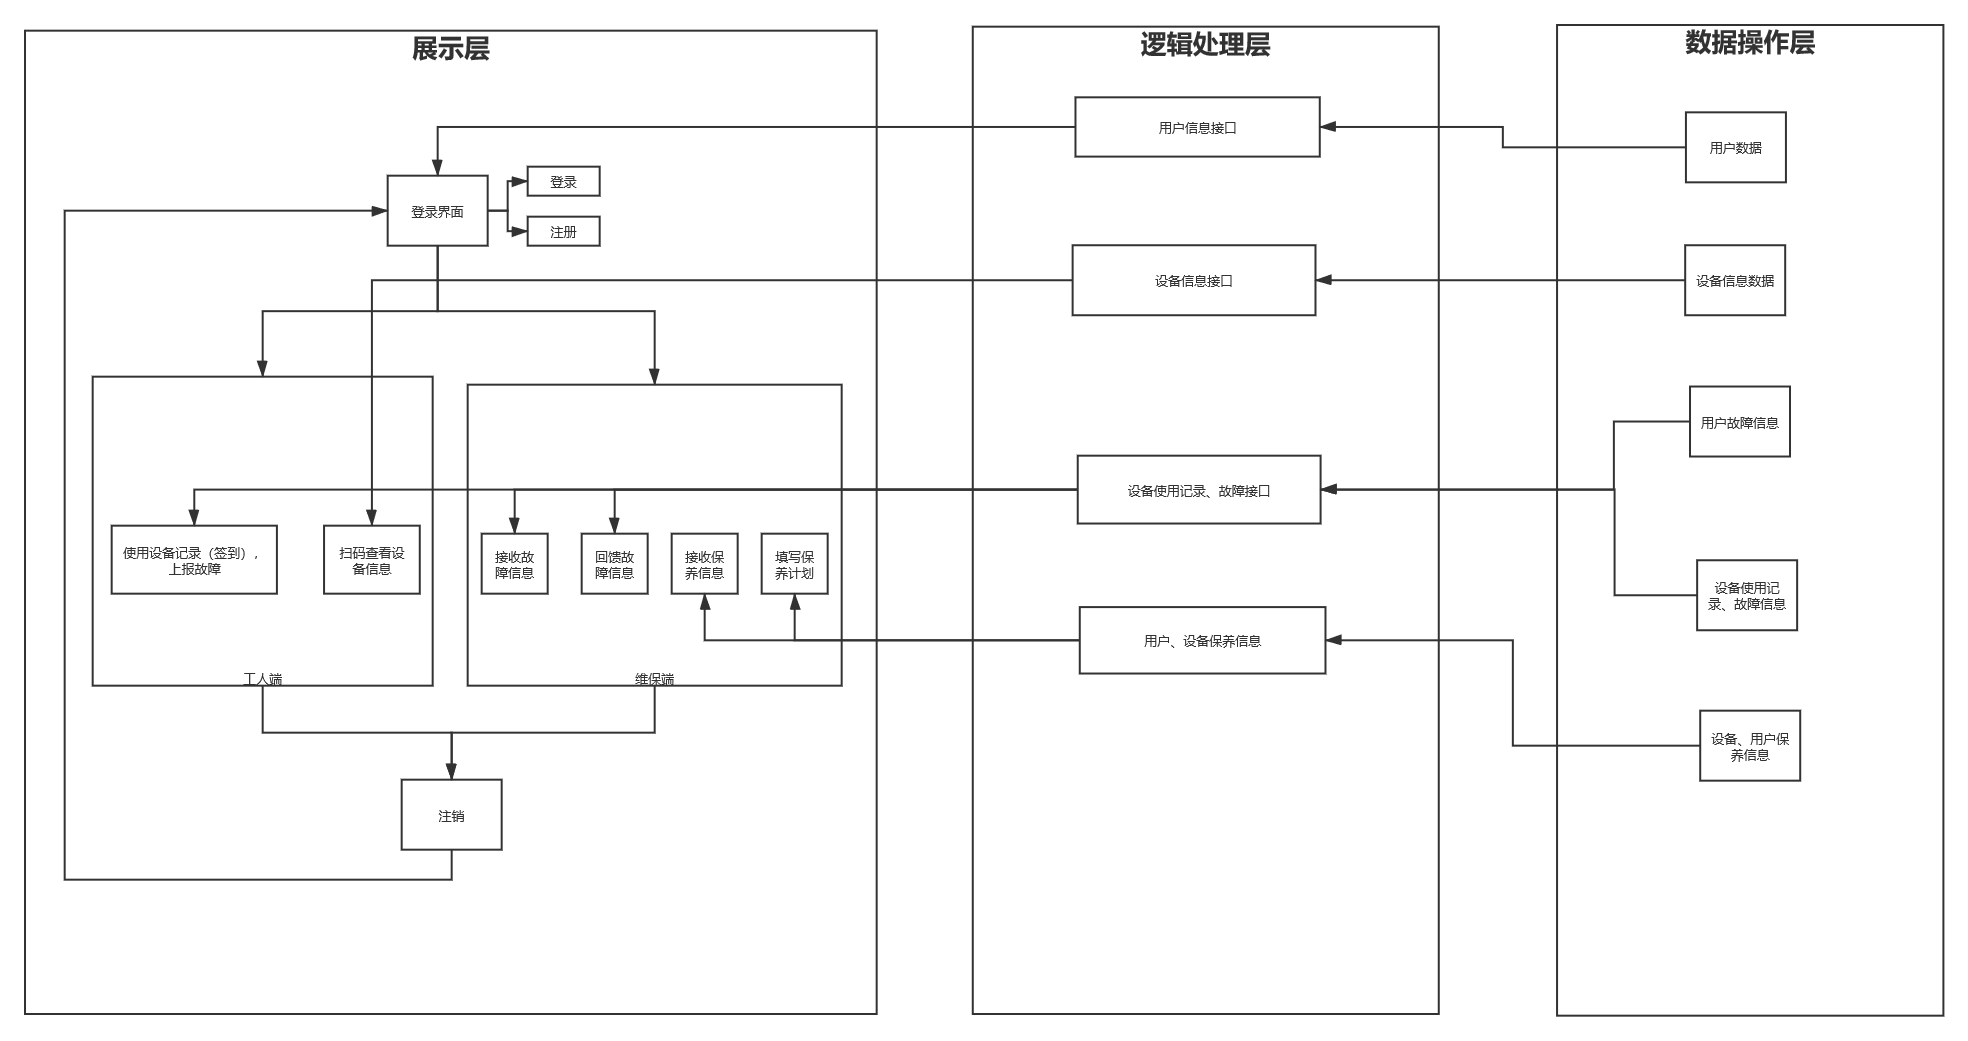 展示层
登录界面
登录
注册
使用设备记录（签到），
上报故障
扫码查看设
备信息
工人端
接收故
障信息
回馈故
障信息
接收保
养信息
填写保
养计划
维保端
注销
逻辑处理层
用户信息接口
设备信息接口
设备使用记录、故障接口
用户、设备保养信息
数据操作层
用户数据
设备信息数据
用户故障信息
设备使用记
录、故障信息
设备、用户保
养信息